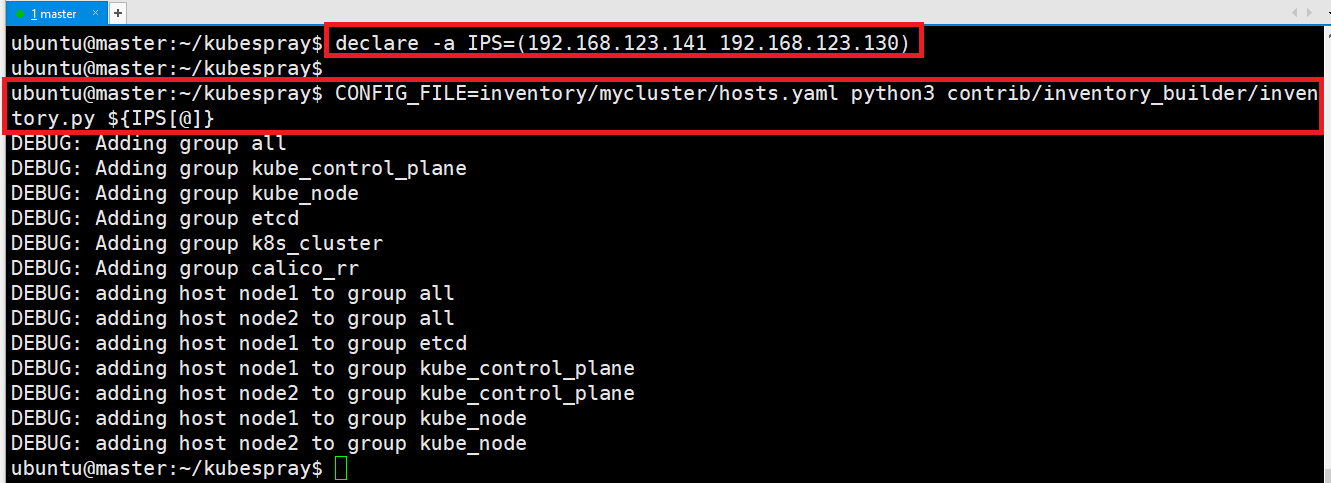 1 master × +
ubuntu@master:~/kubespray$ declare -a IPS=(192.168.123.141 192.168.123.130)
ubuntu@master:~/kubespray$
ubuntu@master:~/kubespray$ CONFIG_FILE=inventory/mycluster/hosts.yaml python3 contrib/inventory_builder/inven
tory.py ${IPS[@]}
DEBUG: Adding group all
DEBUG: Adding group kube_control_plane
DEBUG: Adding group kube_node
DEBUG: Adding group etcd
DEBUG: Adding group k8s_cluster
DEBUG: Adding group calico_rr
DEBUG: adding host node1 to group all
DEBUG: adding host node2 to group all
DEBUG: adding host node1 to group etcd
DEBUG: adding host node1 to group kube_control_plane
DEBUG: adding host node2 to group kube_control_plane
DEBUG: adding host node1 to group kube_node
DEBUG: adding host node2 to group kube_node
ubuntu@master:~/kubespray$